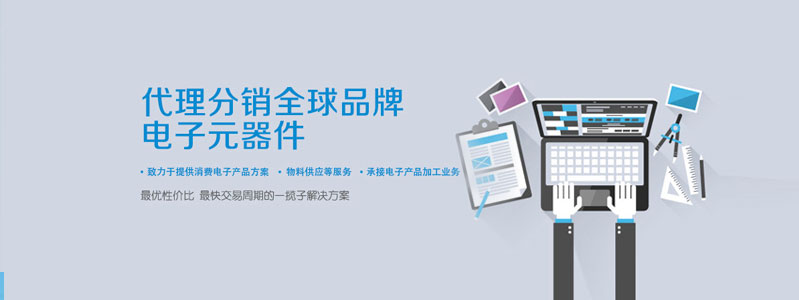 代理分销全球品牌
电子元器件
• 致力于提供消费电子产品方案 • 物料供应等服务 • 承接电子产品加工业务
最优性价比 最快交易周期的一揽子解决方案